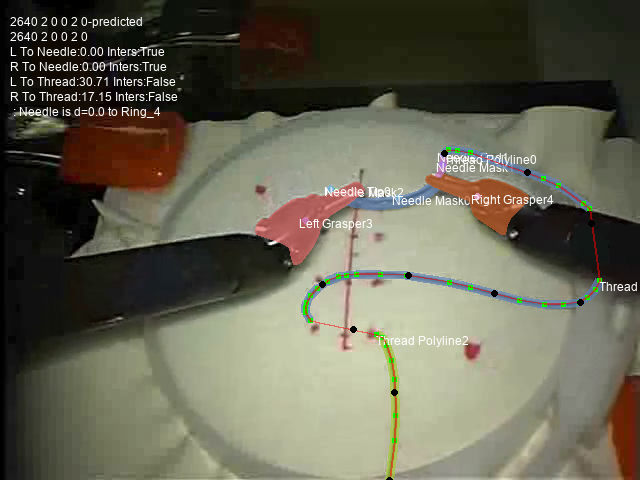 2640 2 0 0 2 0-predicted
2640 2 0 0 2 0
L To Needle:0.00 Inters:True
R To Needle:0.00 Inters:True
L To Thread:30.71 Inters:False
R To Thread:17.15 Inters:False
: Needle is d=0.0 to Ring_4
Thread Polyline0
Needle Mask
Needle Mask2
Needle Mask0
Right Grasper4
Left Grasper3
Thread
Thread Polyline2